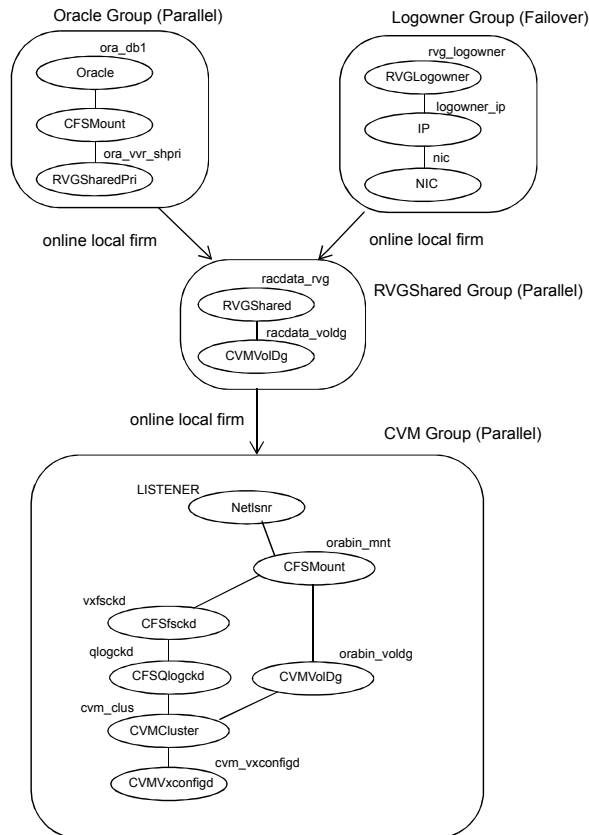 Oracle Group (Parallel)
Logowner Group (Failover)
ora_db1
Oracle
CFSMount
ora_vvr_shpri
RVGSharedPri
rvg_logowner
RVGLogowner
logowner_ip
IP
nic
NIC
online local firm
online local firm
RVGShared Group (Parallel)
racdata_rvg
RVGShared
racdata_voldg
CVMVolDg
online local firm
CVM Group (Parallel)
LISTENER
Netlsnr
orabin_mnt
CFSMount
vxfsckd
CFSfsckd
qlogckd
CFSQlogckd
orabin_voldg
CVMVolDg
cvm_clus
CVMCluster
cvm_vxconfigd
CVMVxconfigd